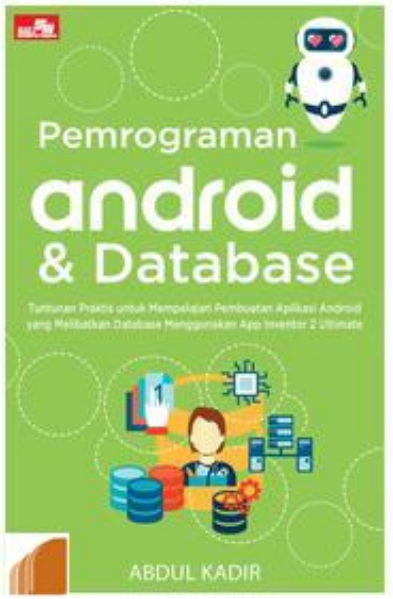 Pemrograman
android
& Database
Tuntunan Praktis untuk Mempelajari Pembuatan Aplikasi Android
yang Melibatkan Database Menggunakan App Inventor 2 Ultimate
1
ABDUL KADIR